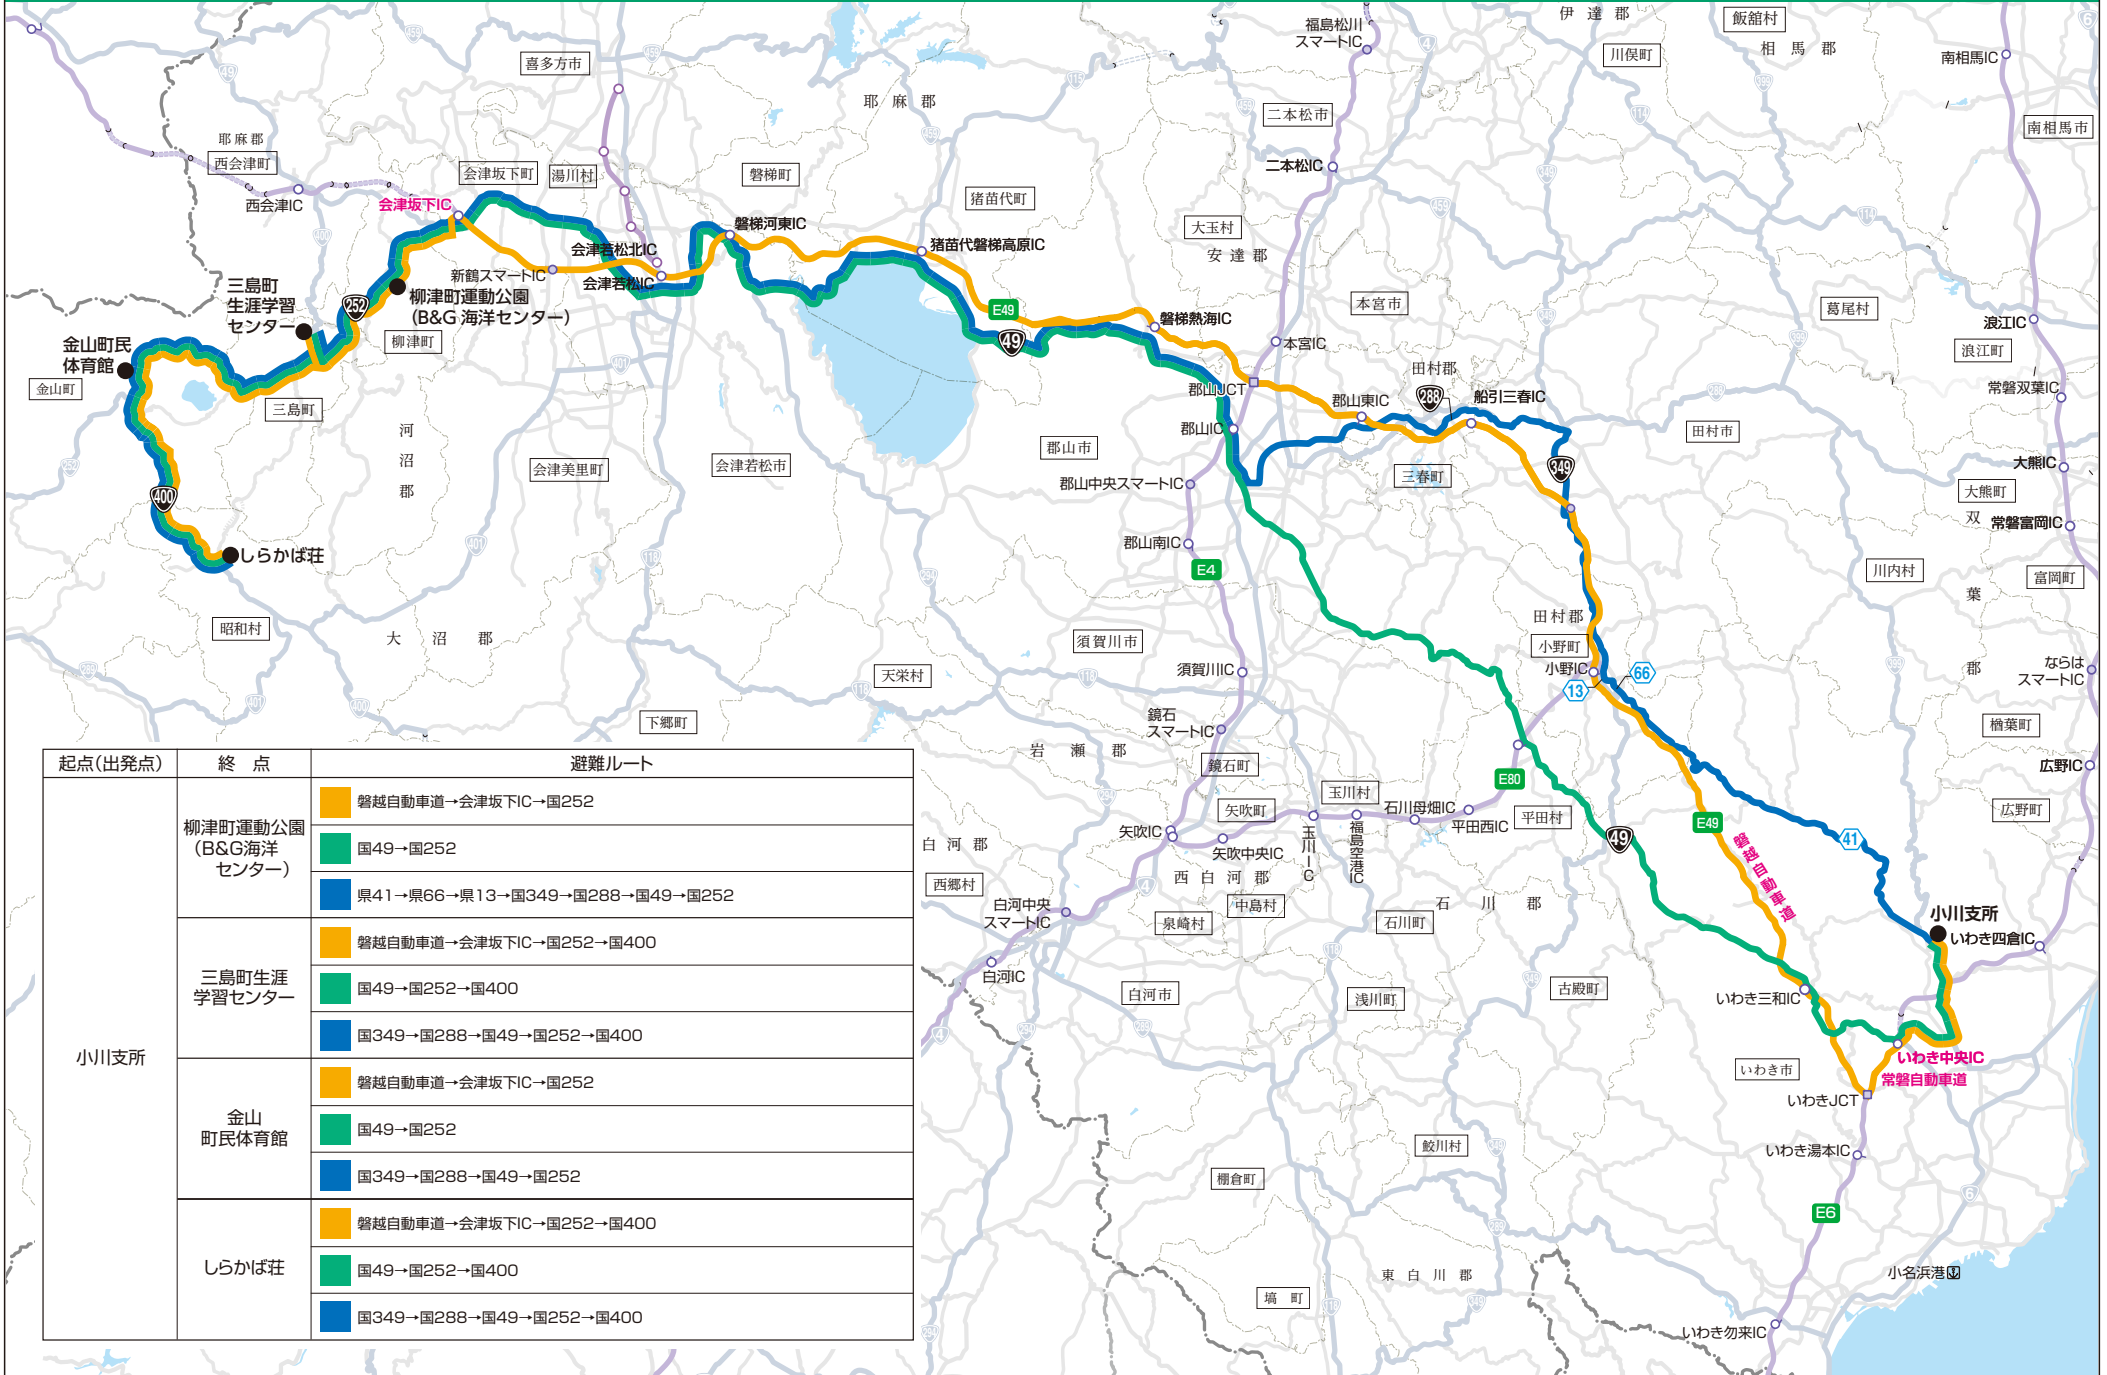 福島松川
スマートIC
伊達郡
飯舘村
相馬郡
川俣町
南相馬IC
喜多方市
耶麻郡
二本松市
南相馬市
耶麻郡
西会津町
会津坂下町
湯川村
磐梯町
二本松IC
西会津IC
会津坂下IC
猪苗代町
大玉村
安達郡
磐梯河東IC
猪苗代磐梯高原IC
会津若松北IC
新鶴スマートIC
会津若松IC
三島町
生涯学習
センター
252
柳津町運動公園
(B&G 海洋センター)
E49
49
磐梯熱海IC
本宮市
葛尾村
浪江IC
浪江町
本宮IC
柳津町
金山町民
体育館
金山町
三島町
郡山JCT
田村郡
288
船引三春IC
郡山東IC
常磐双葉IC
郡山IC
郡山市
田村市
河沼郡
会津美里町
会津若松市
349
三春町
大熊IC
大熊町
郡山中央スマートIC
400
双葉郡
常磐富岡IC
しらかば荘
郡山南IC
E4
川内村
富岡町
昭和村
大沼郡
須賀川市
田村郡
小野町
小野IC
66
13
天栄村
須賀川IC
ならは
スマートIC
下郷町
鏡石
スマートIC
楢葉町
岩瀬郡
鏡石町
E80
広野IC
玉川村
石川母畑IC
矢吹町
平田西IC
平田村
広野町
矢吹IC
矢吹中央IC
玉川IC
福島空港IC
49
E49
磐越自動車道
41
白河郡
西白河郡
西郷村
中島村
石川郡
白河中央
スマートIC
泉崎村
石川町
小川支所
いわき四倉IC
白河IC
白河市
浅川町
古殿町
いわき三和IC
いわき中央IC
いわき市
常磐自動車道
いわきJCT
鮫川村
いわき湯本IC
棚倉町
E6
東白川郡
小名浜港
塙町
いわき勿来IC
起点(出発点)
終 点
避難ルート
小川支所
柳津町運動公園
(B&G海洋
センター)
磐越自動車道→会津坂下IC→国252
国49→国252
県41→県66→県13→国349→国288→国49→国252
三島町生涯
学習センター
磐越自動車道→会津坂下IC→国252→国400
国49→国252→国400
国349→国288→国49→国252→国400
金山
町民体育館
磐越自動車道→会津坂下IC→国252
国49→国252
国349→国288→国49→国252
しらかば荘
磐越自動車道→会津坂下IC→国252→国400
国49→国252→国400
国349→国288→国49→国252→国400